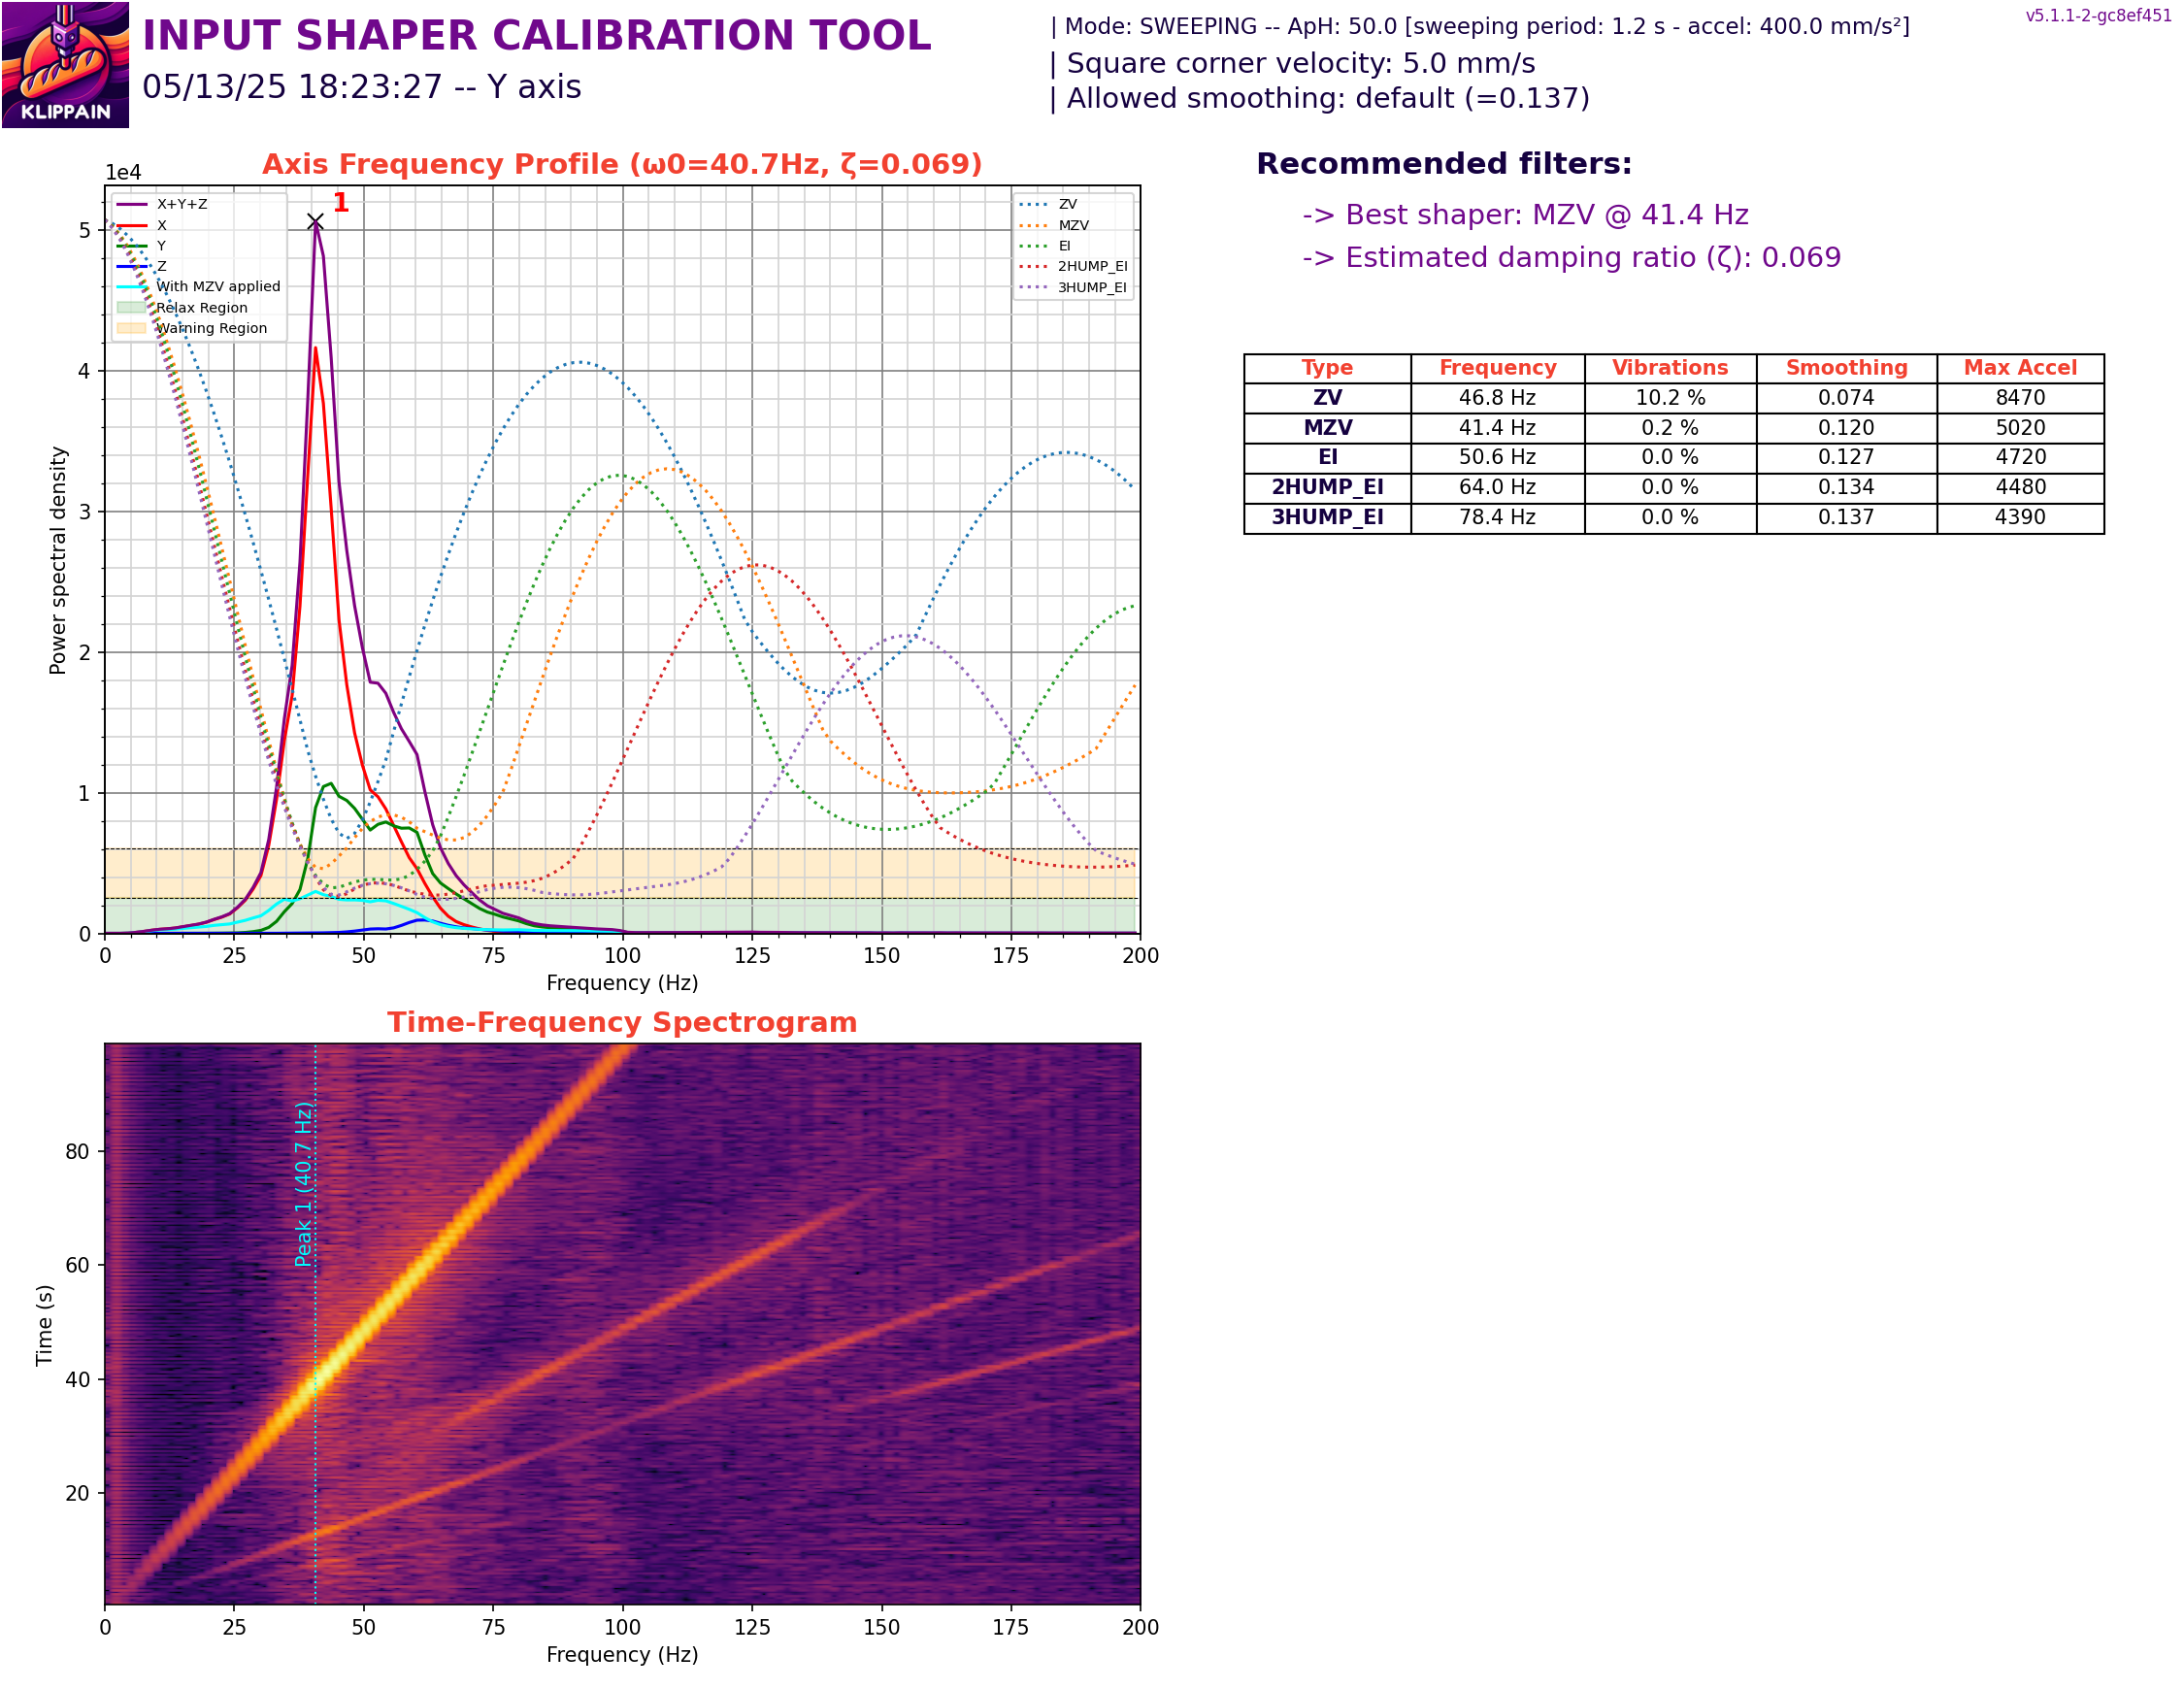 KLIPPAIN
INPUT SHAPER CALIBRATION TOOL
05/13/25 18:23:27 -- Y axis
| Mode: SWEEPING -- ApH: 50.0 [sweeping period: 1.2 s - accel: 400.0 mm/s²]
| Square corner velocity: 5.0 mm/s
| Allowed smoothing: default (=0.137)
v5.1.1-2-gc8ef451
Axis Frequency Profile (ω0=40.7Hz, ζ=0.069)
1e4
1
X+Y+Z
X
Y
Z
With MZV applied
Relax Region
Warning Region
ZV
MZV
EI
2HUMP_EI
3HUMP_EI
Power spectral density
5
4
3
2
1
0
0 25 50 75 100 125 150 175 200
Frequency (Hz)
Recommended filters:
-> Best shaper: MZV @ 41.4 Hz
-> Estimated damping ratio (ζ): 0.069
Type Frequency Vibrations Smoothing Max Accel
ZV 46.8 Hz 10.2 % 0.074 8470
MZV 41.4 Hz 0.2 % 0.120 5020
EI 50.6 Hz 0.0 % 0.127 4720
2HUMP_EI 64.0 Hz 0.0 % 0.134 4480
3HUMP_EI 78.4 Hz 0.0 % 0.137 4390
Time-Frequency Spectrogram
Peak 1 (40.7 Hz)
Time (s)
80
60
40
20
0 25 50 75 100 125 150 175 200
Frequency (Hz)